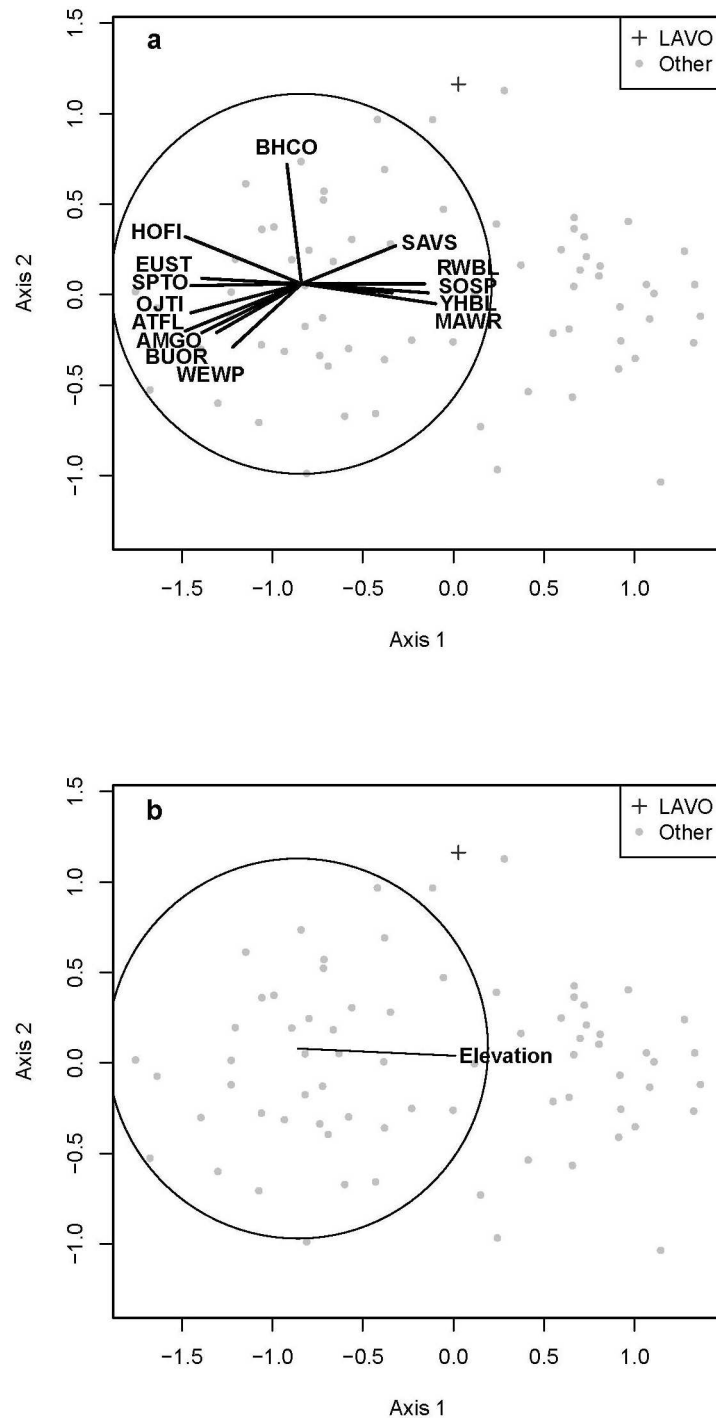 a
+ LAVO
Other
BHCO
HOFI
SAVS
EUST
RWBL
SPTO
SOSP
OJTI
YHBL
ATFL
MAWR
AMGO
BUOR
WEWP
Axis 2
1.5
1.0
0.5
0.0
−0.5
−1.0
−1.5
−1.0
−0.5
0.0
0.5
1.0
Axis 1
b
+ LAVO
Other
Elevation
Axis 2
1.5
1.0
0.5
0.0
−0.5
−1.0
−1.5
−1.0
−0.5
0.0
0.5
1.0
Axis 1